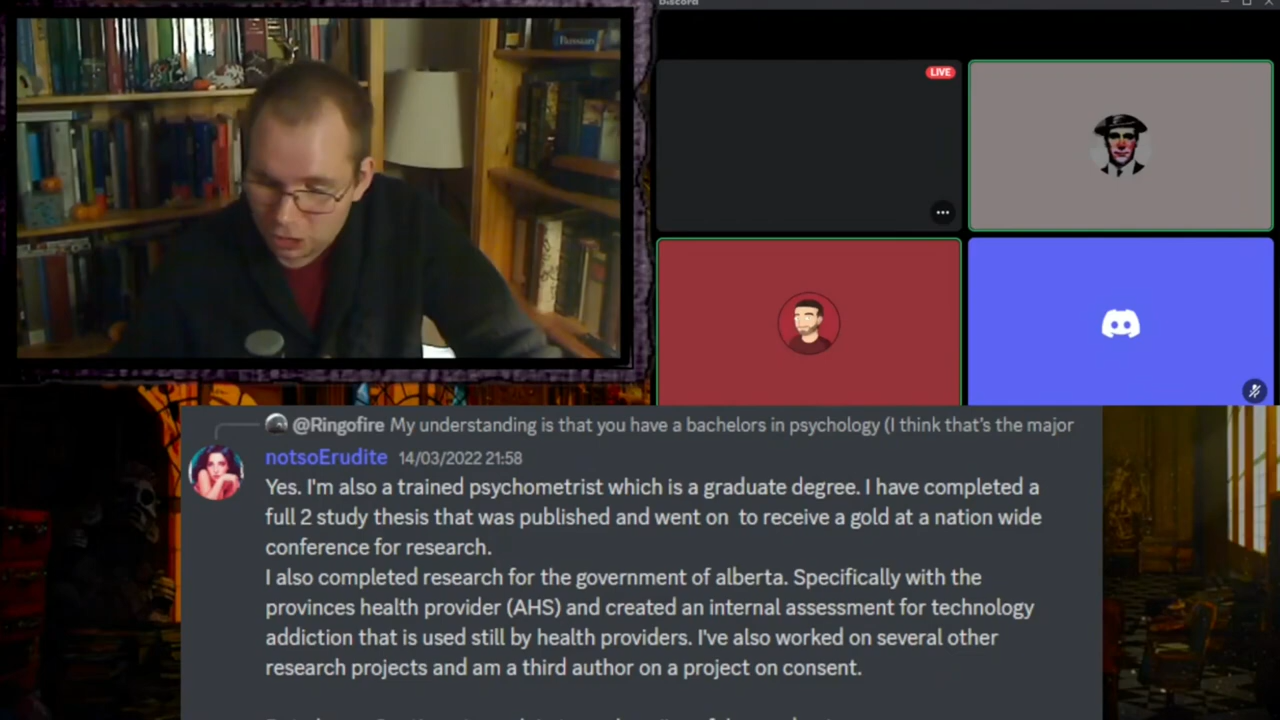 Discord
Russian
LIVE
@Ringofire My understanding is that you have a bachelors in psychology (I think that's the major
notsoErudite 14/03/2022 21:58
Yes. I'm also a trained psychometrist which is a graduate degree. I have completed a
full 2 study thesis that was published and went on to receive a gold at a nation wide
conference for research.
I also completed research for the government of alberta. Specifically with the
provinces health provider (AHS) and created an internal assessment for technology
addiction that is used still by health providers. I've also worked on several other
research projects and am a third author on a project on consent.